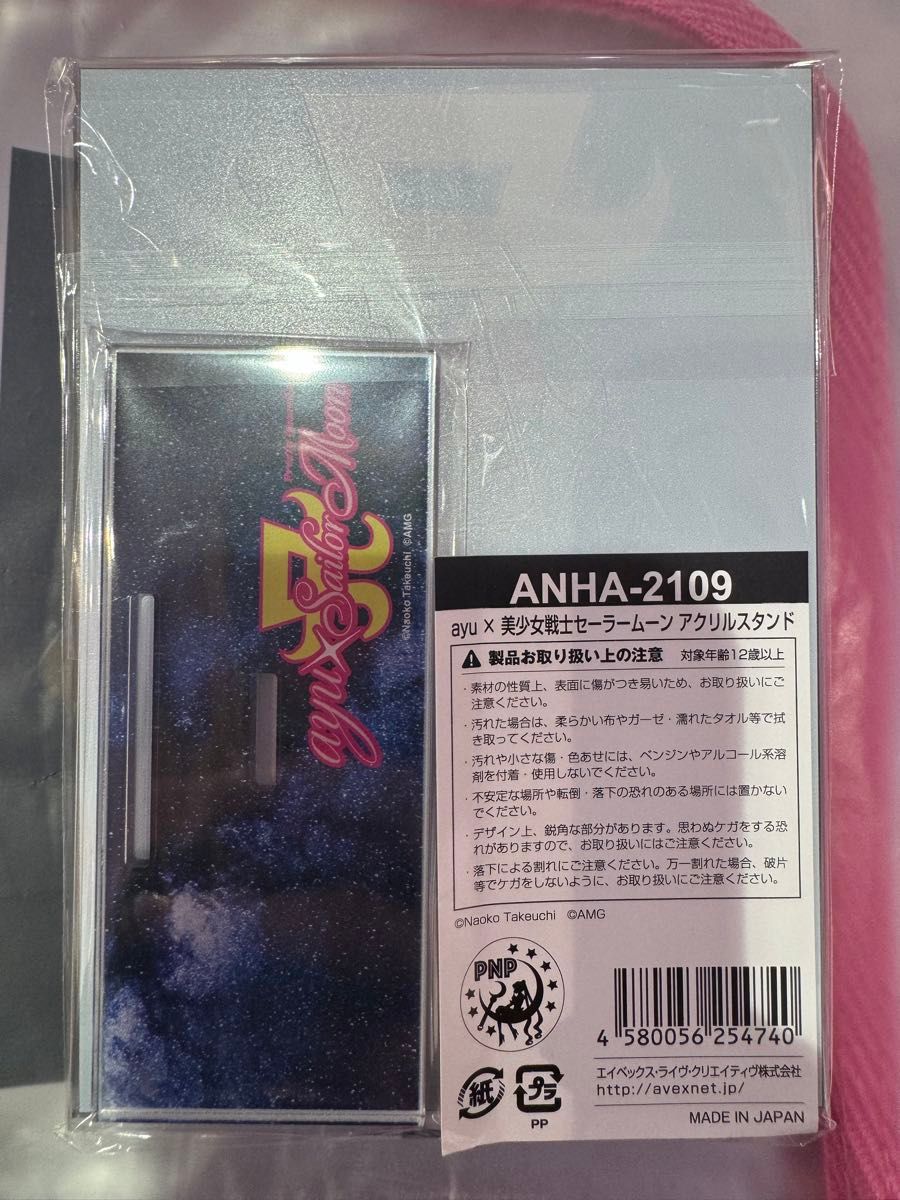 ayu×Sailor Moon
©Naoko Takeuchi ©AMG
ANHA-2109
ayu × 美少女戦士セーラームーン アクリルスタンド
製品お取り扱い上の注意 対象年齢12歳以上
・素材の性質上、表面に傷がつき易いため、お取り扱いにご
注意ください。
・汚れた場合は、柔らかい布やガーゼ・濡れたタオル等で拭
き取ってください。
・汚れや小さな傷・色あせには、ベンジンやアルコール系溶
剤を付着・使用しないでください。
・不安定な場所や転倒・落下の恐れのある場所には置かない
でください。
・デザイン上、鋭角な部分があります。思わぬケガをする恐
れがありますので、お取り扱いにはご注意ください。
・落下による割れにご注意ください。万一割れた場合、破片
等でケガをしないように、お取り扱いにご注意ください。
©Naoko Takeuchi ©AMG
PNP
4 580056 254740
紙
プラ
PP
エイベックス・ライヴ・クリエイティヴ株式会社
http://avexnet.jp/
MADE IN JAPAN